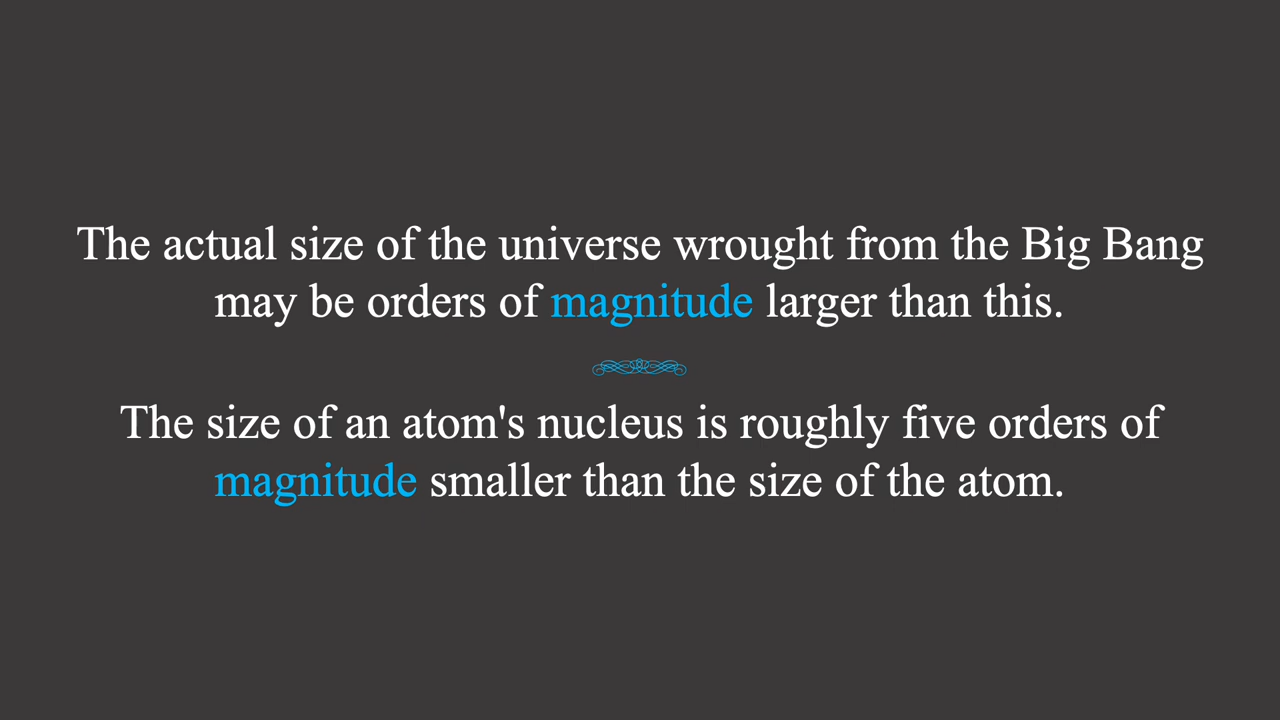 The actual size of the universe wrought from the Big Bang
may be orders of magnitude larger than this.
The size of an atom's nucleus is roughly five orders of
magnitude smaller than the size of the atom.